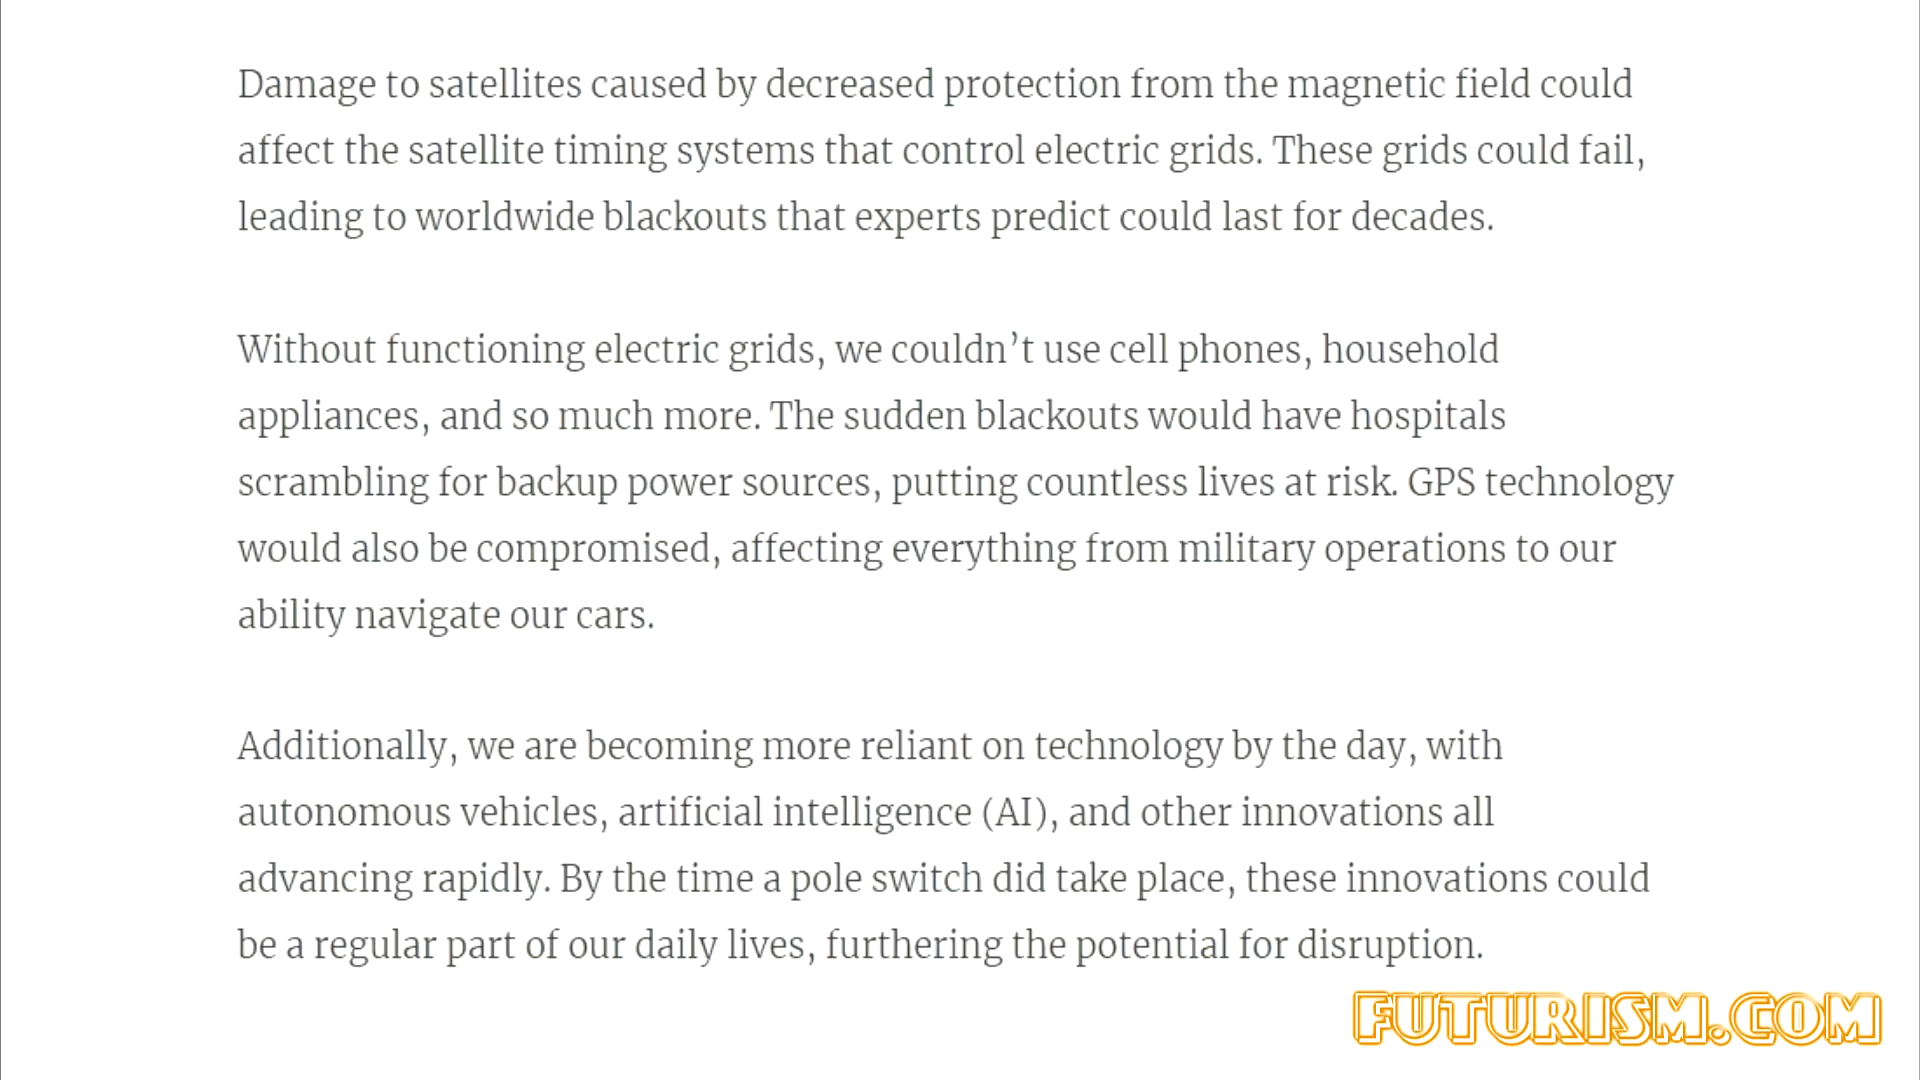 Damage to satellites caused by decreased protection from the magnetic field could
affect the satellite timing systems that control electric grids. These grids could fail,
leading to worldwide blackouts that experts predict could last for decades.
Without functioning electric grids, we couldn’t use cell phones, household
appliances, and so much more. The sudden blackouts would have hospitals
scrambling for backup power sources, putting countless lives at risk. GPS technology
would also be compromised, affecting everything from military operations to our
ability navigate our cars.
Additionally, we are becoming more reliant on technology by the day, with
autonomous vehicles, artificial intelligence (AI), and other innovations all
advancing rapidly. By the time a pole switch did take place, these innovations could
be a regular part of our daily lives, furthering the potential for disruption.
FUTURISM.COM